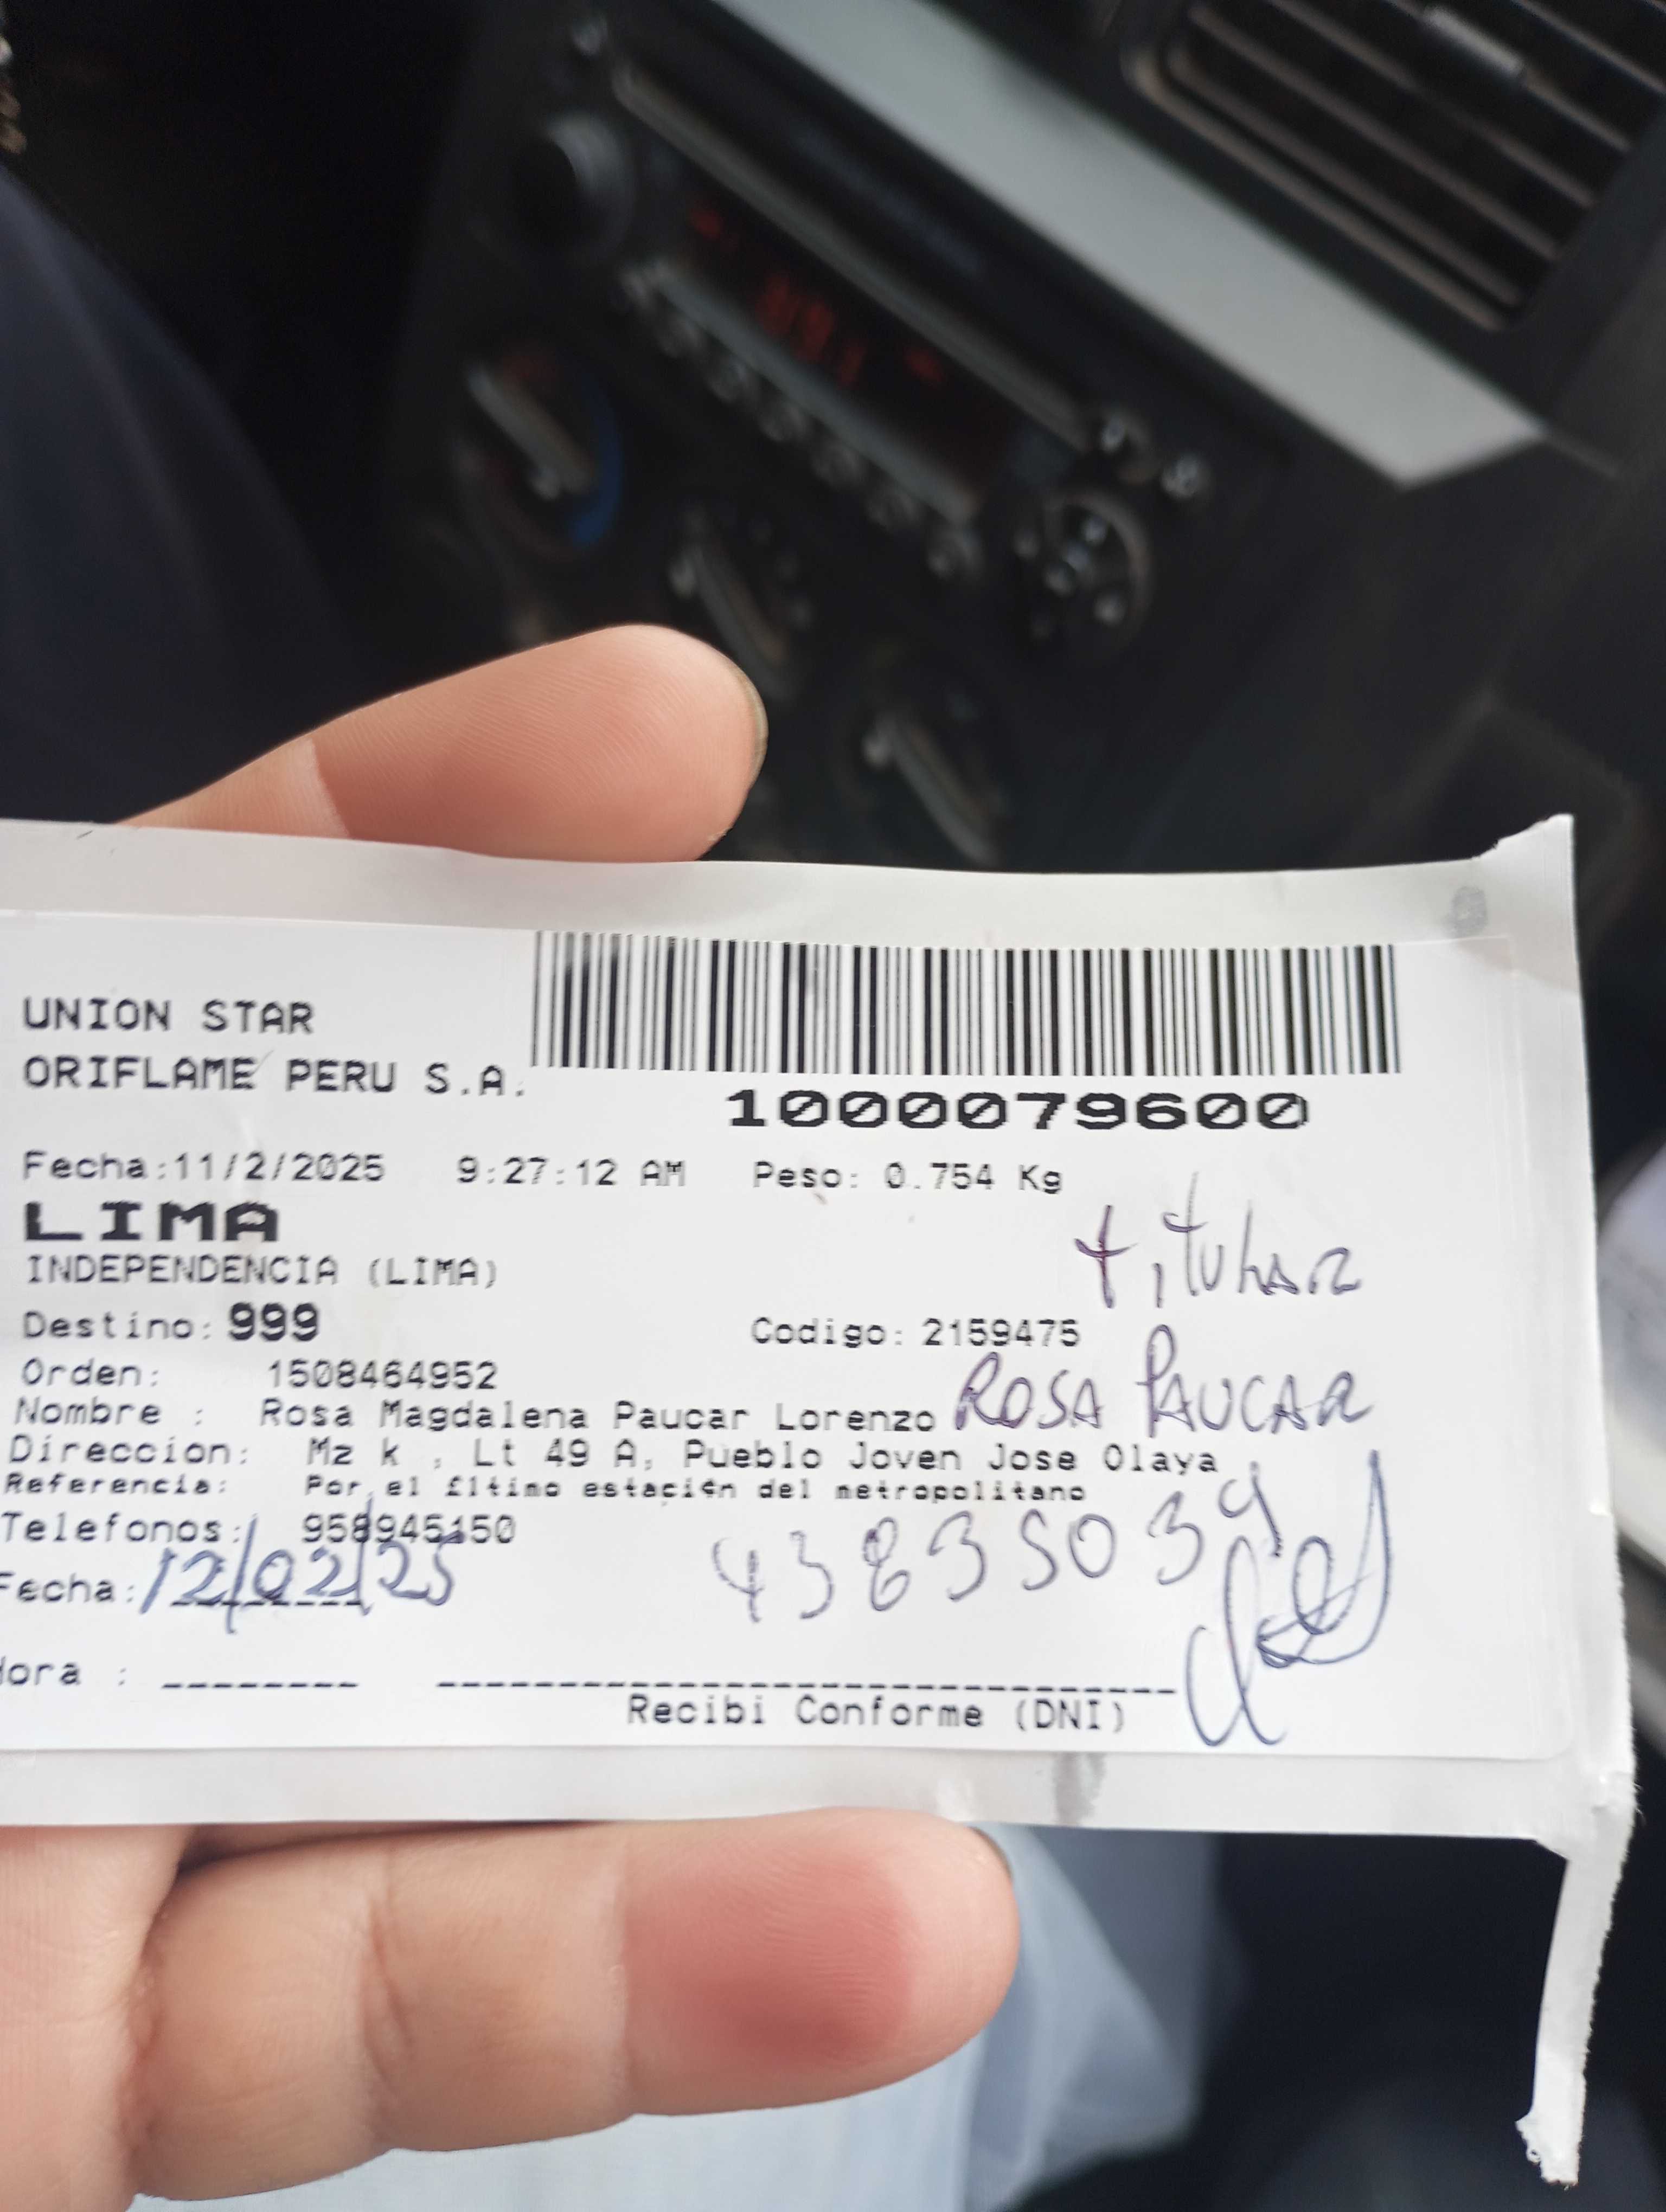 UNION STAR
ORIFLAME PERU S.A.
1000079600
Fecha:11/2/2025 9:27:12 AM Peso: 0.754 Kg
LIMA
titular
INDEPENDENCIA (LIMA)
Destino: 999 Codigo: 2159475
Orden: 1508464952
Nombre : Rosa Magdalena Paucar Lorenzo ROSA PAUCAR
Direccion: Mz k , Lt 49 A, Pueblo Joven Jose Olaya ,
Referencia: Por el £ltimo estaci¢n del metropolitano
Telefonos: 958945150
43835039
Fecha: 12/02/25
Hora :
Recibi Conforme (DNI)